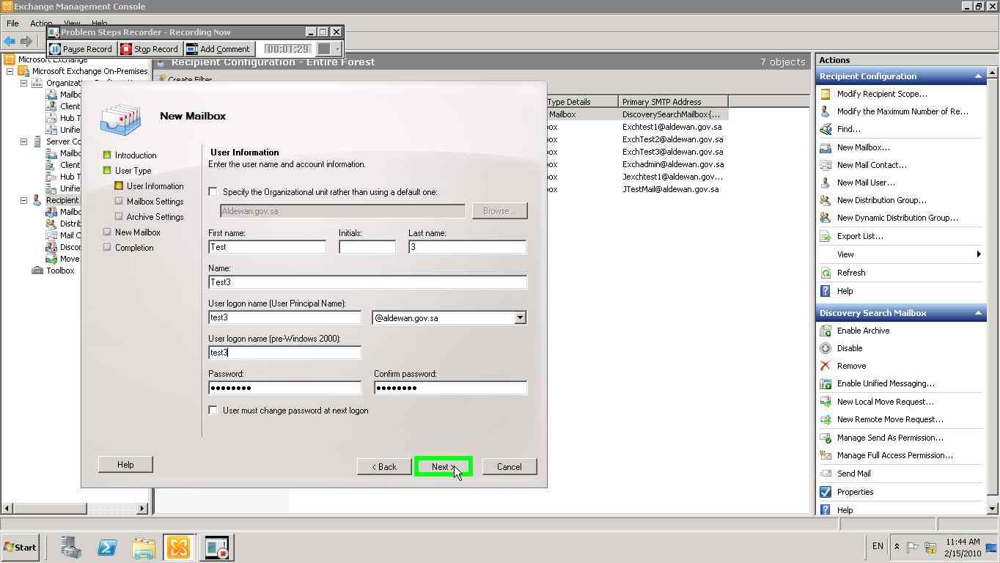 Exchange Management Console
File Action View Help
Problem Steps Recorder - Recording Now
Pause Record Stop Record Add Comment 00:01:29
Microsoft Exchange
Microsoft Exchange On-Premises
Mailbo
Client
Hub T
Unifie
Server Co
Mailbo
Client
Hub T
Unifie
Recipient
Mailbo
Distrib
Mail C
Discon
Move
Toolbox
Recipient Configuration - Entire Forest 7 objects
Create Filter
Type Details Primary SMTP Address
Mailbox DiscoverySearchMailbox{...
ox Exchtest1@aldewan.gov.sa
ox ExchTest2@aldewan.gov.sa
ox ExchTest3@aldewan.gov.sa
ox Exchadmin@aldewan.gov.sa
ox Jexchtest1@aldewan.gov...
ox JTestMail@aldewan.gov.sa
New Mailbox
Introduction
User Type
User Information
Mailbox Settings
Archive Settings
New Mailbox
Completion
User Information
Enter the user name and account information.
Specify the Organizational unit rather than using a default one:
Aldewan.gov.sa Browse...
First name: Initials: Last name:
Test 3
Name:
Test3
User logon name (User Principal Name):
test3 @aldewan.gov.sa
User logon name (pre-Windows 2000):
test3
Password: Confirm password:
●●●●●●●● ●●●●●●●●
User must change password at next logon
Help < Back Next > Cancel
Actions
Recipient Configuration
Modify Recipient Scope...
Modify the Maximum Number of Re...
Find...
New Mailbox...
New Mail Contact...
New Mail User...
New Distribution Group...
New Dynamic Distribution Group...
Export List...
View
Refresh
Help
Discovery Search Mailbox
Enable Archive
Disable
Remove
Enable Unified Messaging...
New Local Move Request...
New Remote Move Request...
Manage Send As Permission...
Manage Full Access Permission...
Send Mail
Properties
Help
Start EN 11:44 AM
2/15/2010